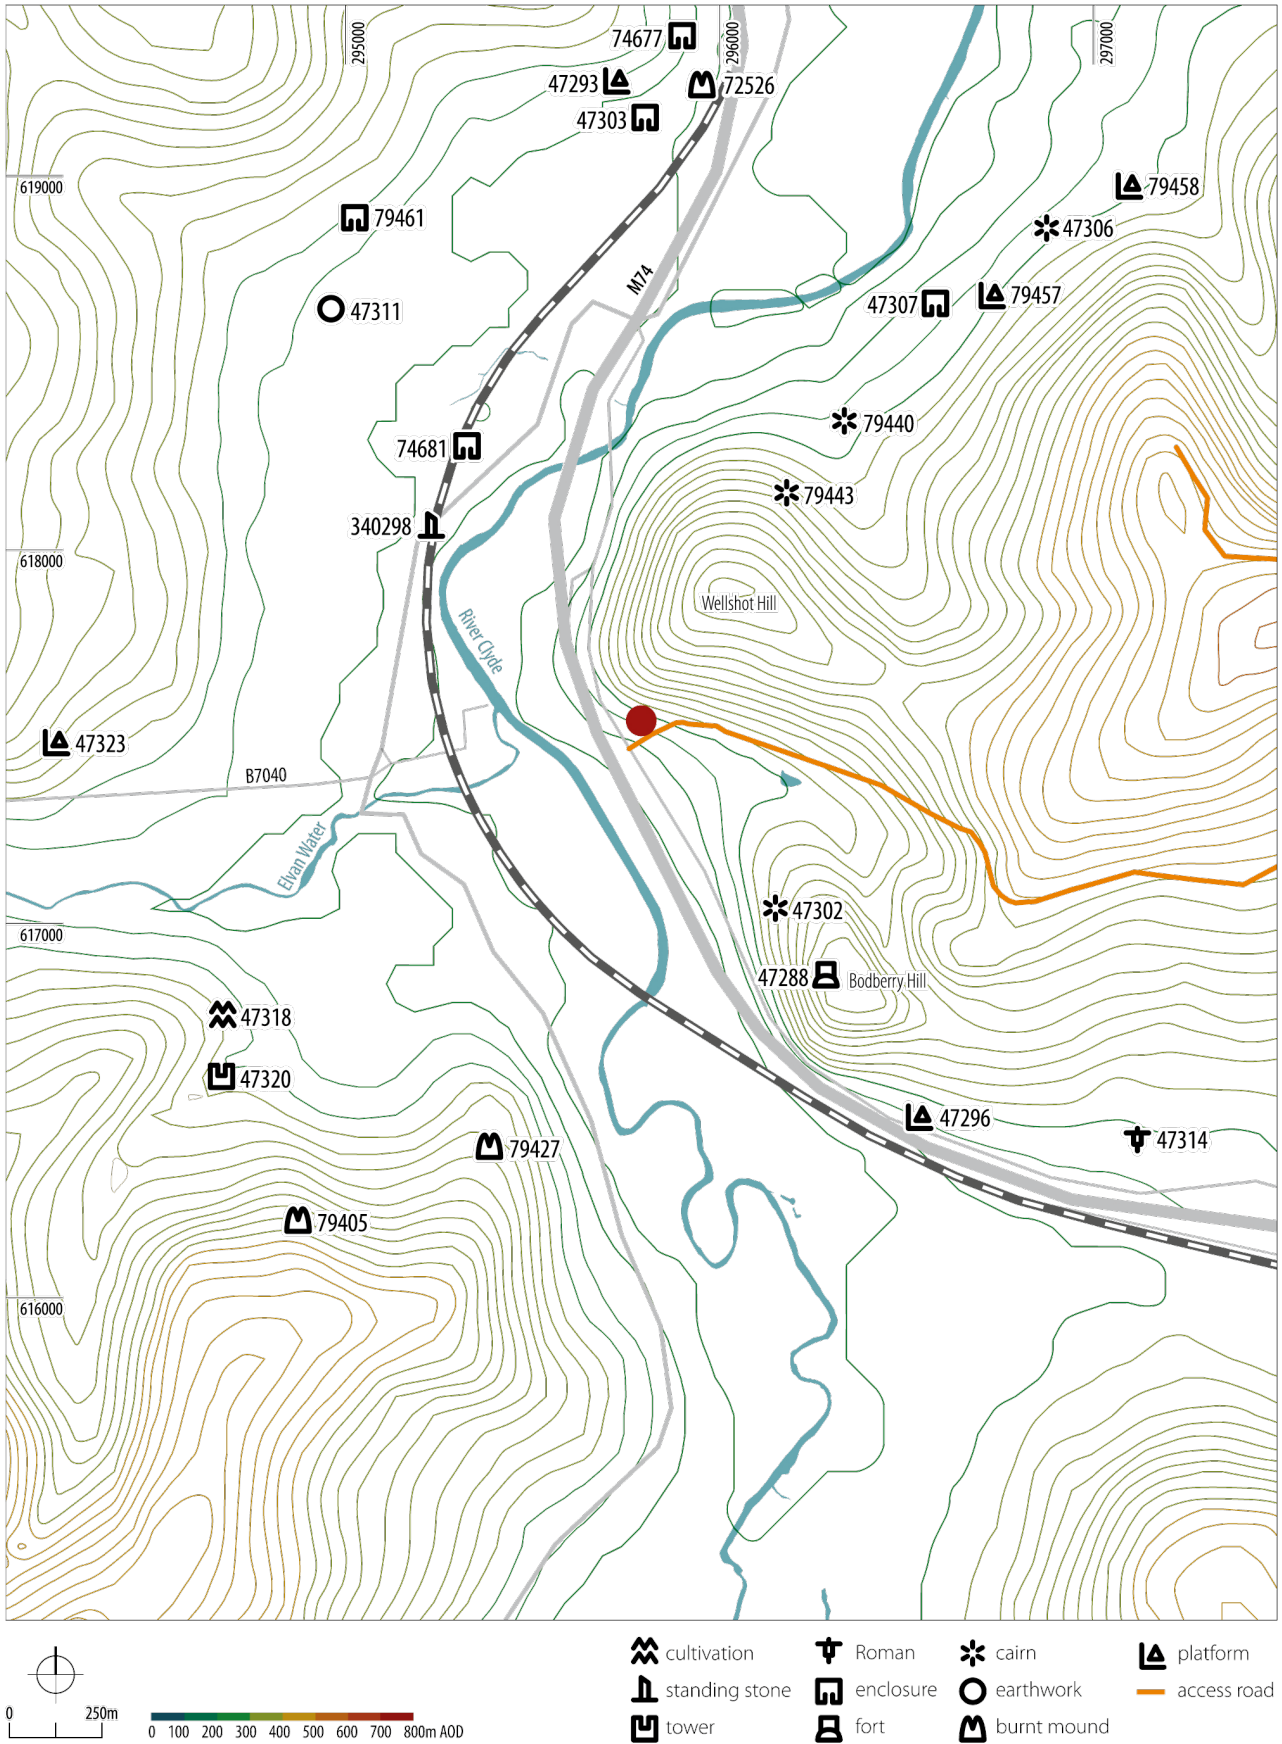 295000
296000
297000
74677
47293
72526
47303
619000
79458
79461
47306
M74
47311
47307
79457
79440
74681
79443
340298
618000
Wellshot Hill
River Clyde
47323
B7040
Elvan Water
47302
617000
47288
Bodberry Hill
47318
47320
47296
79427
47314
79405
616000
cultivation
Roman
cairn
platform
standing stone
enclosure
earthwork
access road
tower
fort
burnt mound
0 250m
0 100 200 300 400 500 600 700 800m AOD